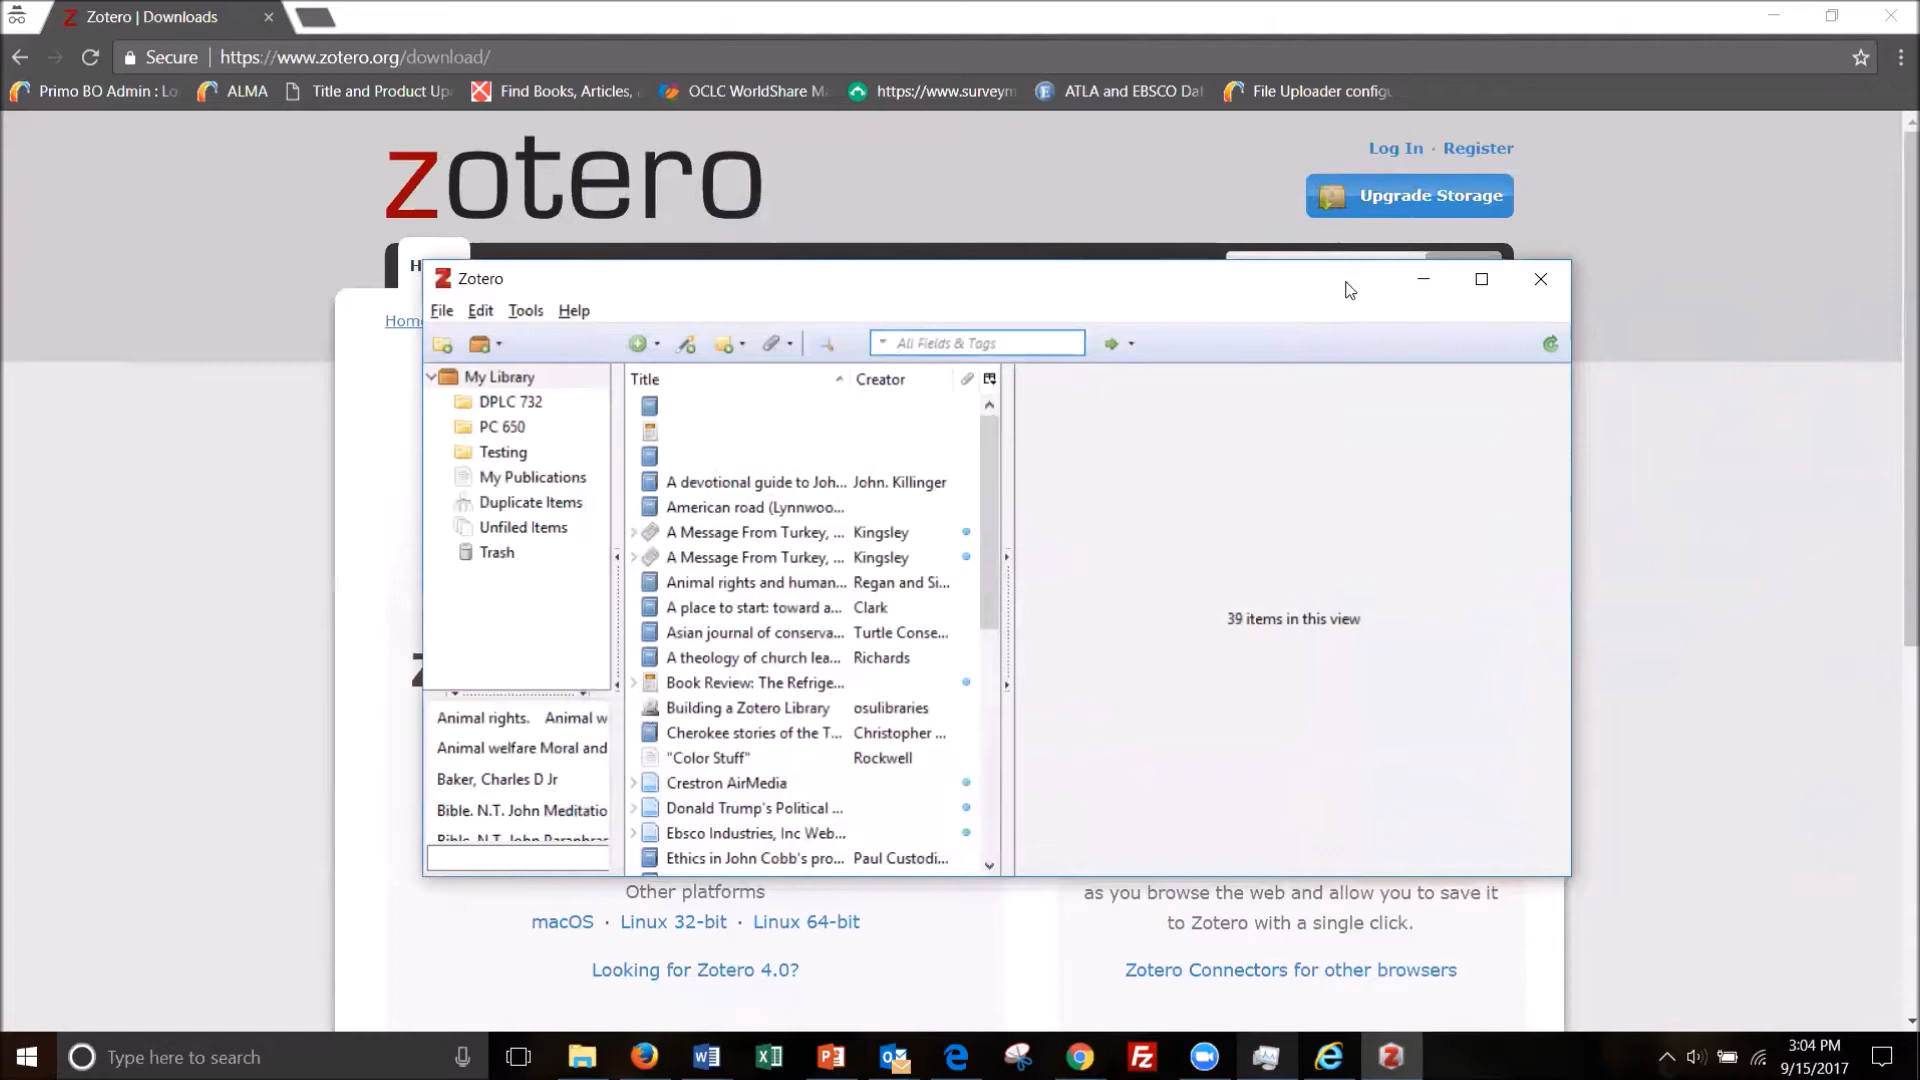 Zotero | Downloads
Secure | https://www.zotero.org/download/
Primo BO Admin : Lo
ALMA
Title and Product Up
Find Books, Articles,
OCLC WorldShare Ma
https://www.surveym
ATLA and EBSCO Dat
File Uploader configu
zotero
Log In · Register
Upgrade Storage
H
Home
Zotero
File Edit Tools Help
All Fields & Tags
My Library
DPLC 732
PC 650
Testing
My Publications
Duplicate Items
Unfiled Items
Trash
Title Creator
A devotional guide to Joh... John. Killinger
American road (Lynnwoo...
A Message From Turkey, ... Kingsley
A Message From Turkey, ... Kingsley
Animal rights and human... Regan and Si...
A place to start: toward a... Clark
Asian journal of conserva... Turtle Conse...
A theology of church lea... Richards
Book Review: The Refrige...
Building a Zotero Library osulibraries
Cherokee stories of the T... Christopher ...
"Color Stuff" Rockwell
Crestron AirMedia
Donald Trump's Political ...
Ebsco Industries, Inc Web...
Ethics in John Cobb's pro... Paul Custodi...
39 items in this view
Animal rights. Animal w
Animal welfare Moral and
Baker, Charles D Jr
Bible. N.T. John Meditatio
Bible. N.T. John Paraphras
Other platforms
macOS · Linux 32-bit · Linux 64-bit
Looking for Zotero 4.0?
as you browse the web and allow you to save it
to Zotero with a single click.
Zotero Connectors for other browsers
Type here to search
3:04 PM
9/15/2017